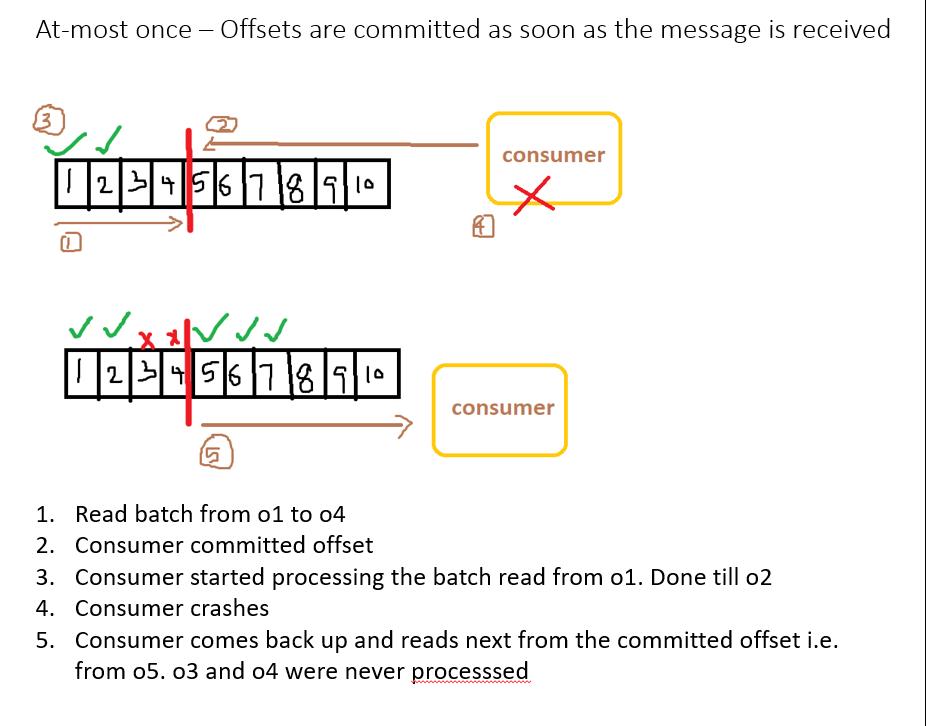 At-most once – Offsets are committed as soon as the message is received
3
2
1 2 3 4 5 6 7 8 9 10
consumer
4
1
1 2 3 4 5 6 7 8 9 10
consumer
5
1. Read batch from o1 to o4
2. Consumer committed offset
3. Consumer started processing the batch read from o1. Done till o2
4. Consumer crashes
5. Consumer comes back up and reads next from the committed offset i.e.
from o5. o3 and o4 were never processsed